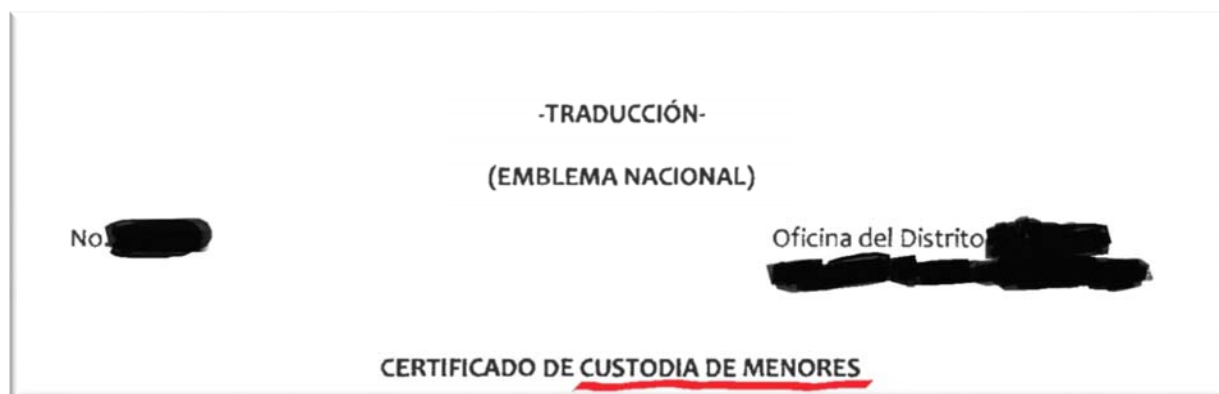 -TRADUCCIÓN-
(EMBLEMA NACIONAL)
No.
Oficina del Distrito
CERTIFICADO DE CUSTODIA DE MENORES